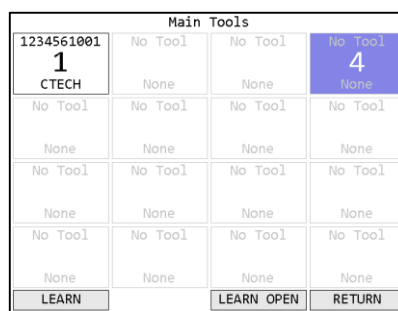 Main Tools
1234561001 No Tool No Tool No Tool
1 4
CTECH None None None
No Tool No Tool No Tool No Tool
None None None None
No Tool No Tool No Tool No Tool
None None None None
No Tool No Tool No Tool No Tool
None None None None
LEARN LEARN OPEN RETURN